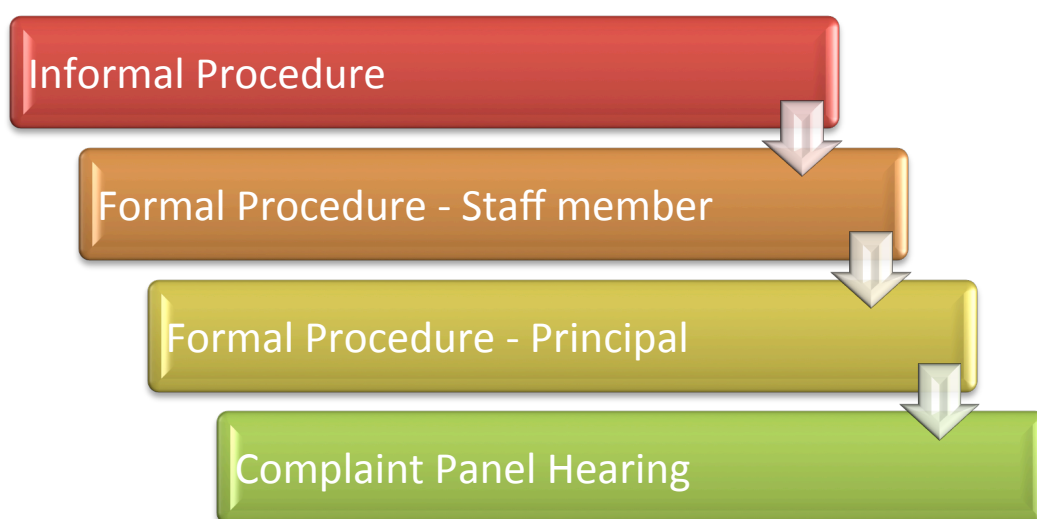 Informal Procedure
Formal Procedure - Staff member
Formal Procedure - Principal
Complaint Panel Hearing